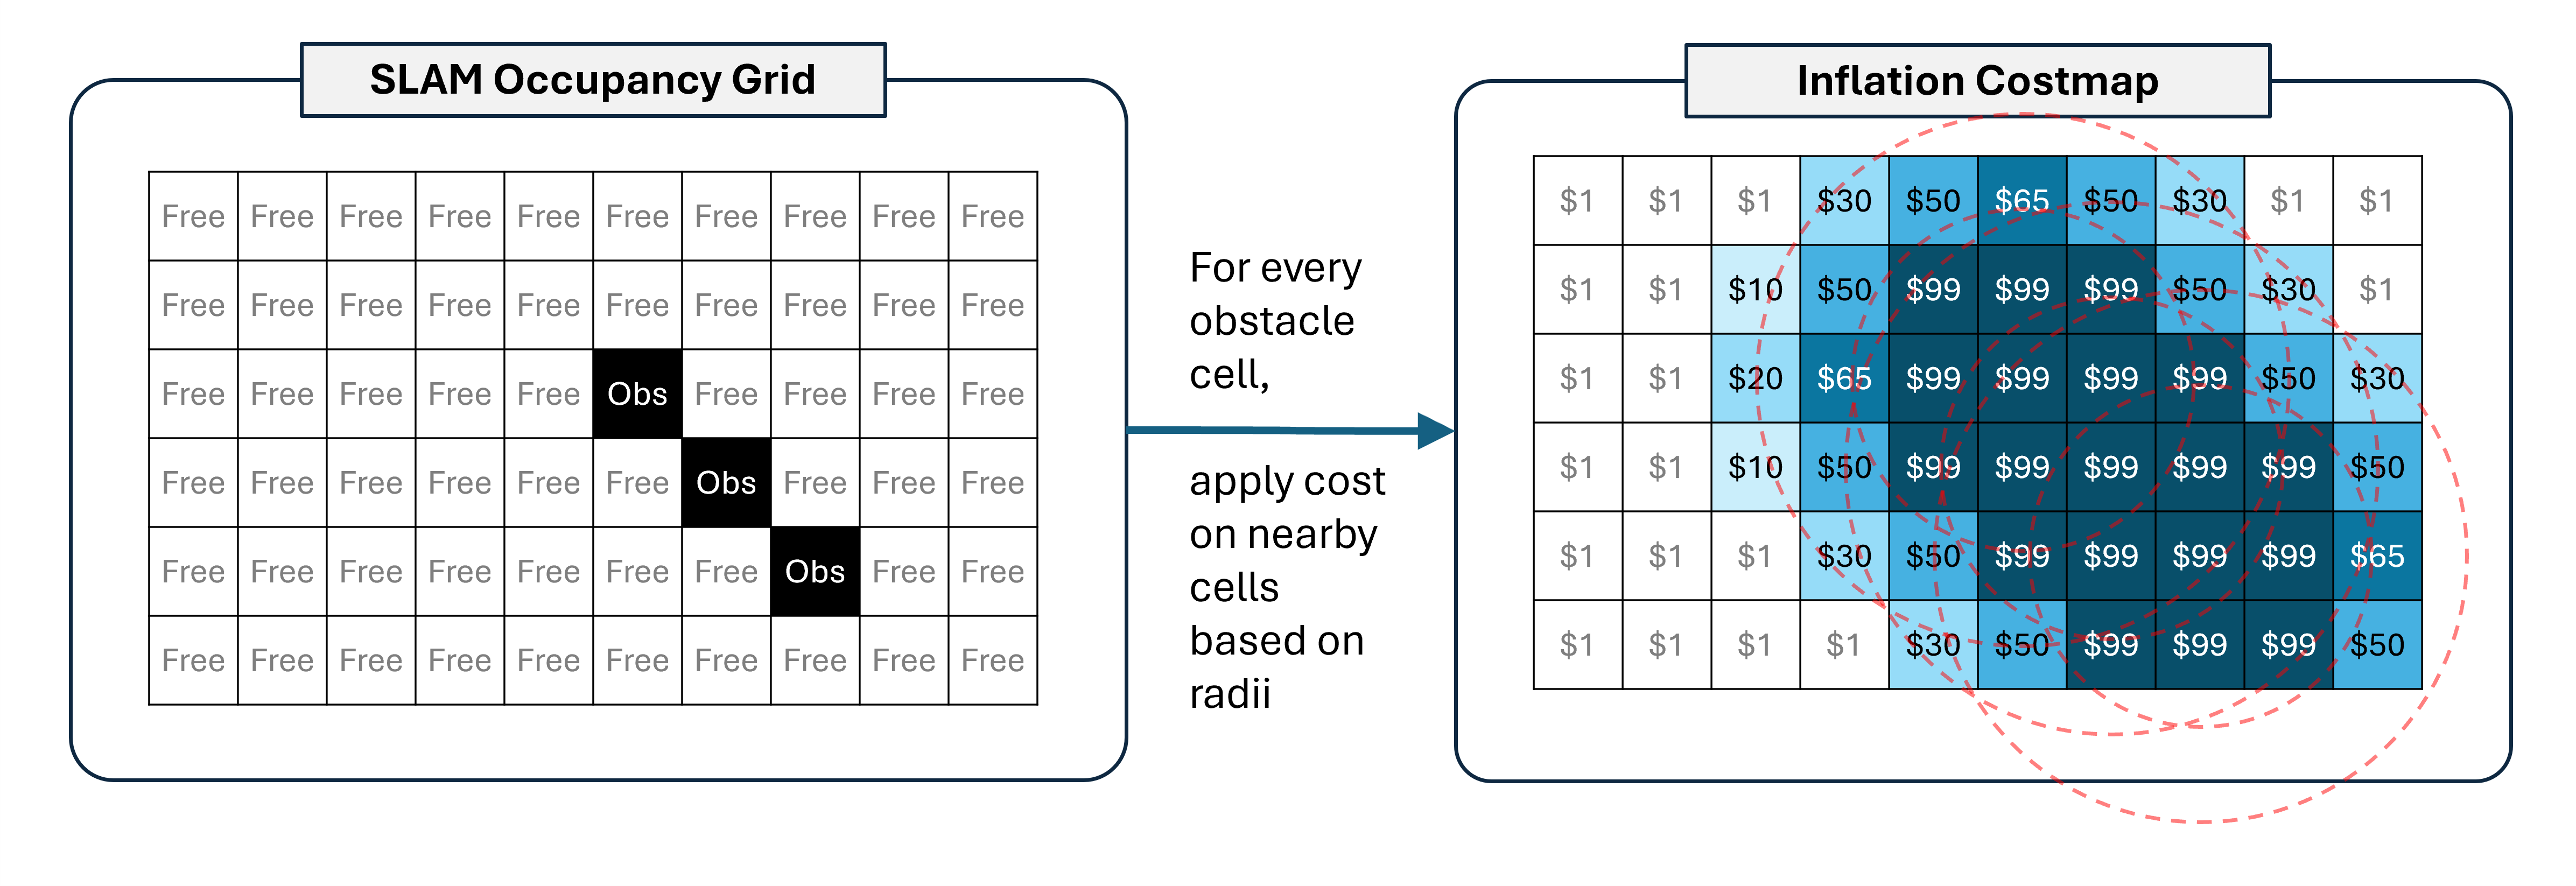 SLAM Occupancy Grid
Free Free Free Free Free Free Free Free Free Free
Free Free Free Free Free Free Free Free Free Free
Free Free Free Free Free Obs Free Free Free Free
Free Free Free Free Free Free Obs Free Free Free
Free Free Free Free Free Free Free Obs Free Free
Free Free Free Free Free Free Free Free Free Free
For every
obstacle
cell,
apply cost
on nearby
cells
based on
radii
Inflation Costmap
$1 $1 $1 $30 $50 $65 $50 $30 $1 $1
$1 $1 $10 $50 $99 $99 $99 $50 $30 $1
$1 $1 $20 $65 $99 $99 $99 $99 $50 $30
$1 $1 $10 $50 $99 $99 $99 $99 $99 $50
$1 $1 $1 $30 $50 $99 $99 $99 $99 $65
$1 $1 $1 $1 $30 $50 $99 $99 $99 $50